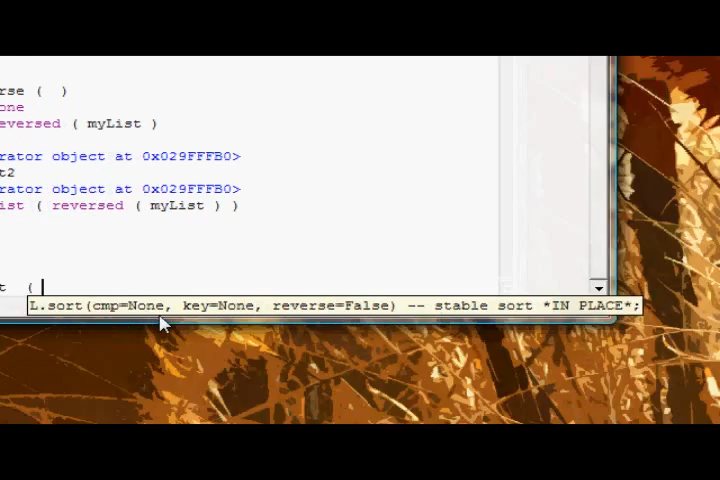 rse ( )
one
eversed ( myList )
rator object at 0x029FFFB0>
t2
rator object at 0x029FFFB0>
ist ( reversed ( myList ) )
t (
L.sort(cmp=None, key=None, reverse=False) -- stable sort *IN PLACE*;